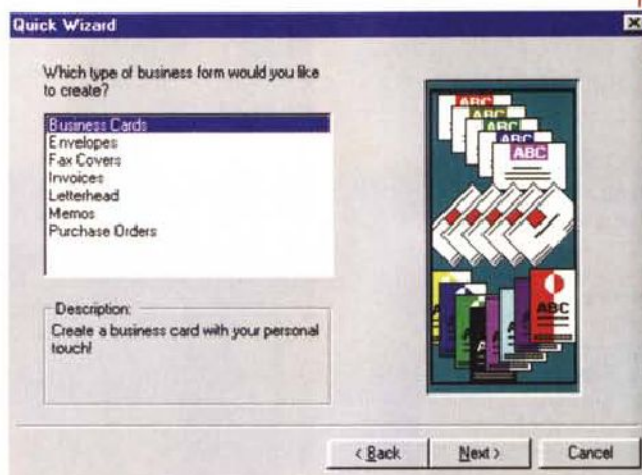 Quick Wizard
Which type of business form would you like
to create?
Business Cards
Envelopes
Fax Covers
Invoices
Letterhead
Memos
Purchase Orders
Description:
Create a business card with your personal
touch!
ABC
ABC
ABC
ABC
ABC
ABC
ABC
< Back
Next >
Cancel